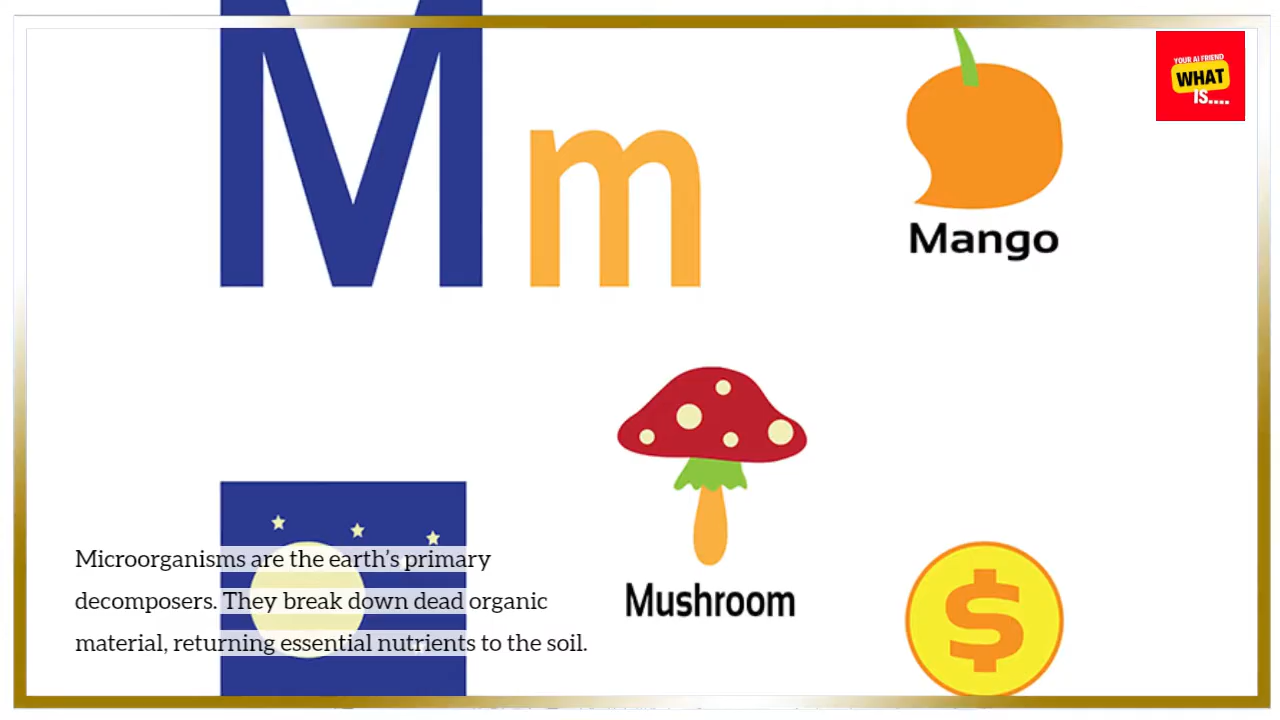 M m
Mango
YOUR AI FRIEND
WHAT
IS....
Mushroom
$
Microorganisms are the earth’s primary
decomposers. They break down dead organic
material, returning essential nutrients to the soil.